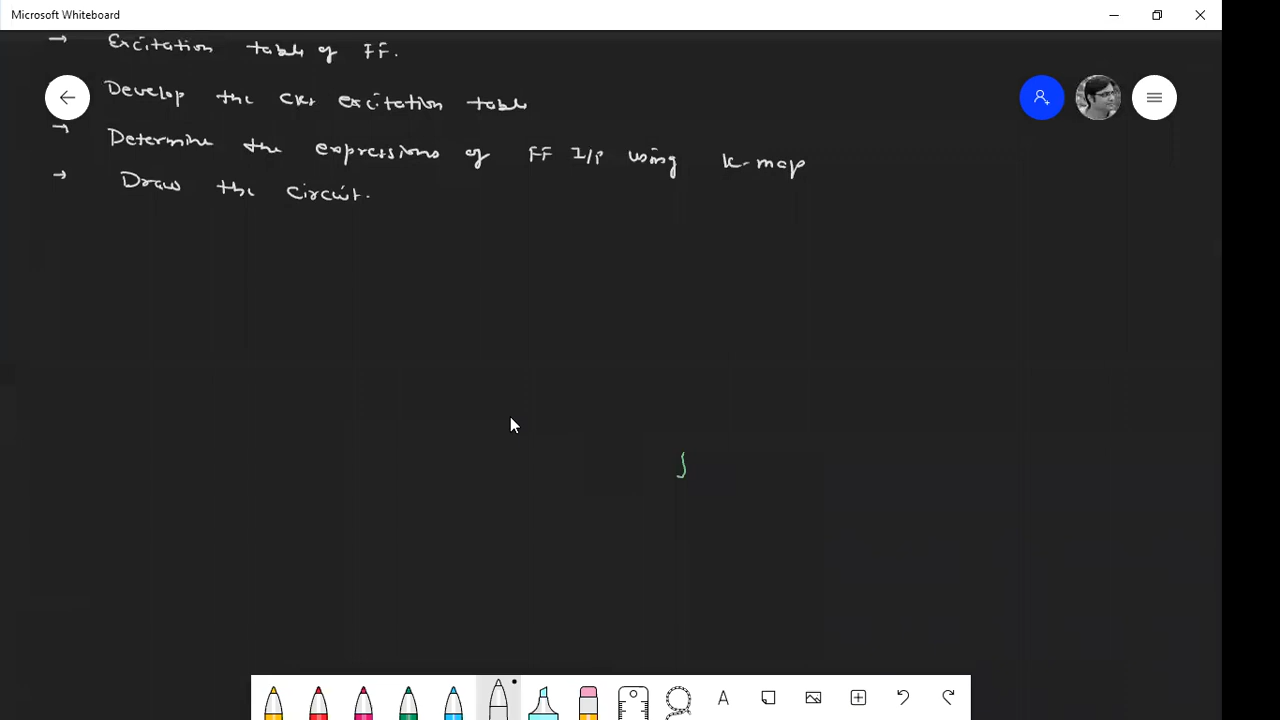 Microsoft Whiteboard
→ Excitation table of FF.
Develop the CKt excitation table
→ Determine the expressions of FF I/P using K-map
→ Draw the circuit.
A